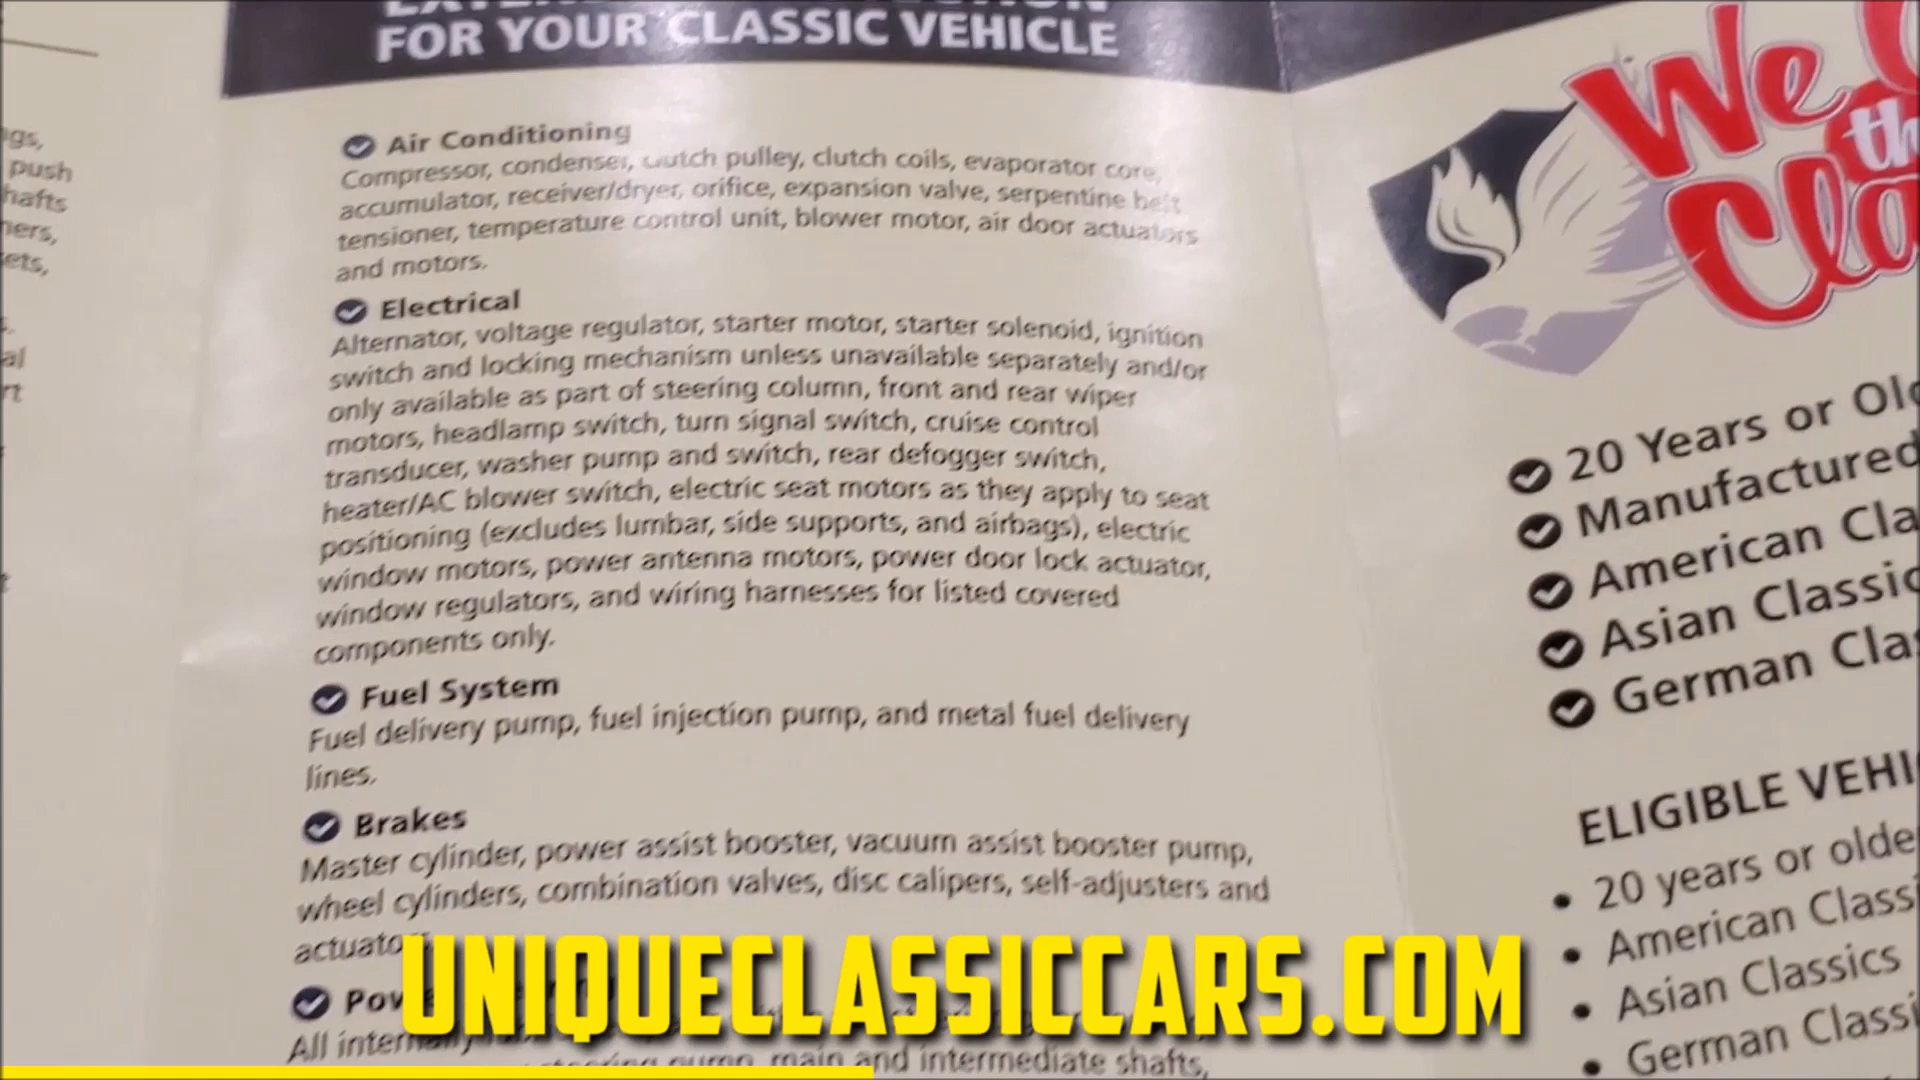 FOR YOUR CLASSIC VEHICLE
push
Air Conditioning
Compressor, condenser, clutch pulley, clutch coils, evaporator core,
accumulator, receiver/dryer, orifice, expansion valve, serpentine belt
tensioner, temperature control unit, blower motor, air door actuators
and motors.
Electrical
Alternator, voltage regulator, starter motor, starter solenoid, ignition
switch and locking mechanism unless unavailable separately and/or
only available as part of steering column, front and rear wiper
motors, headlamp switch, turn signal switch, cruise control
transducer, washer pump and switch, rear defogger switch,
heater/AC blower switch, electric seat motors as they apply to seat
positioning (excludes lumbar, side supports, and airbags), electric
window motors, power antenna motors, power door lock actuator,
window regulators, and wiring harnesses for listed covered
components only.
Fuel System
Fuel delivery pump, fuel injection pump, and metal fuel delivery
lines.
Brakes
Master cylinder, power assist booster, vacuum assist booster pump,
wheel cylinders, combination valves, disc calipers, self-adjusters and
All
pump, main and intermediate shafts,
We
20 Years or
Manufactured
American
Asian
German
ELIGIBLE
20 years or
American
Asian Classics
German
UNIQUECLASSICCARS.COM